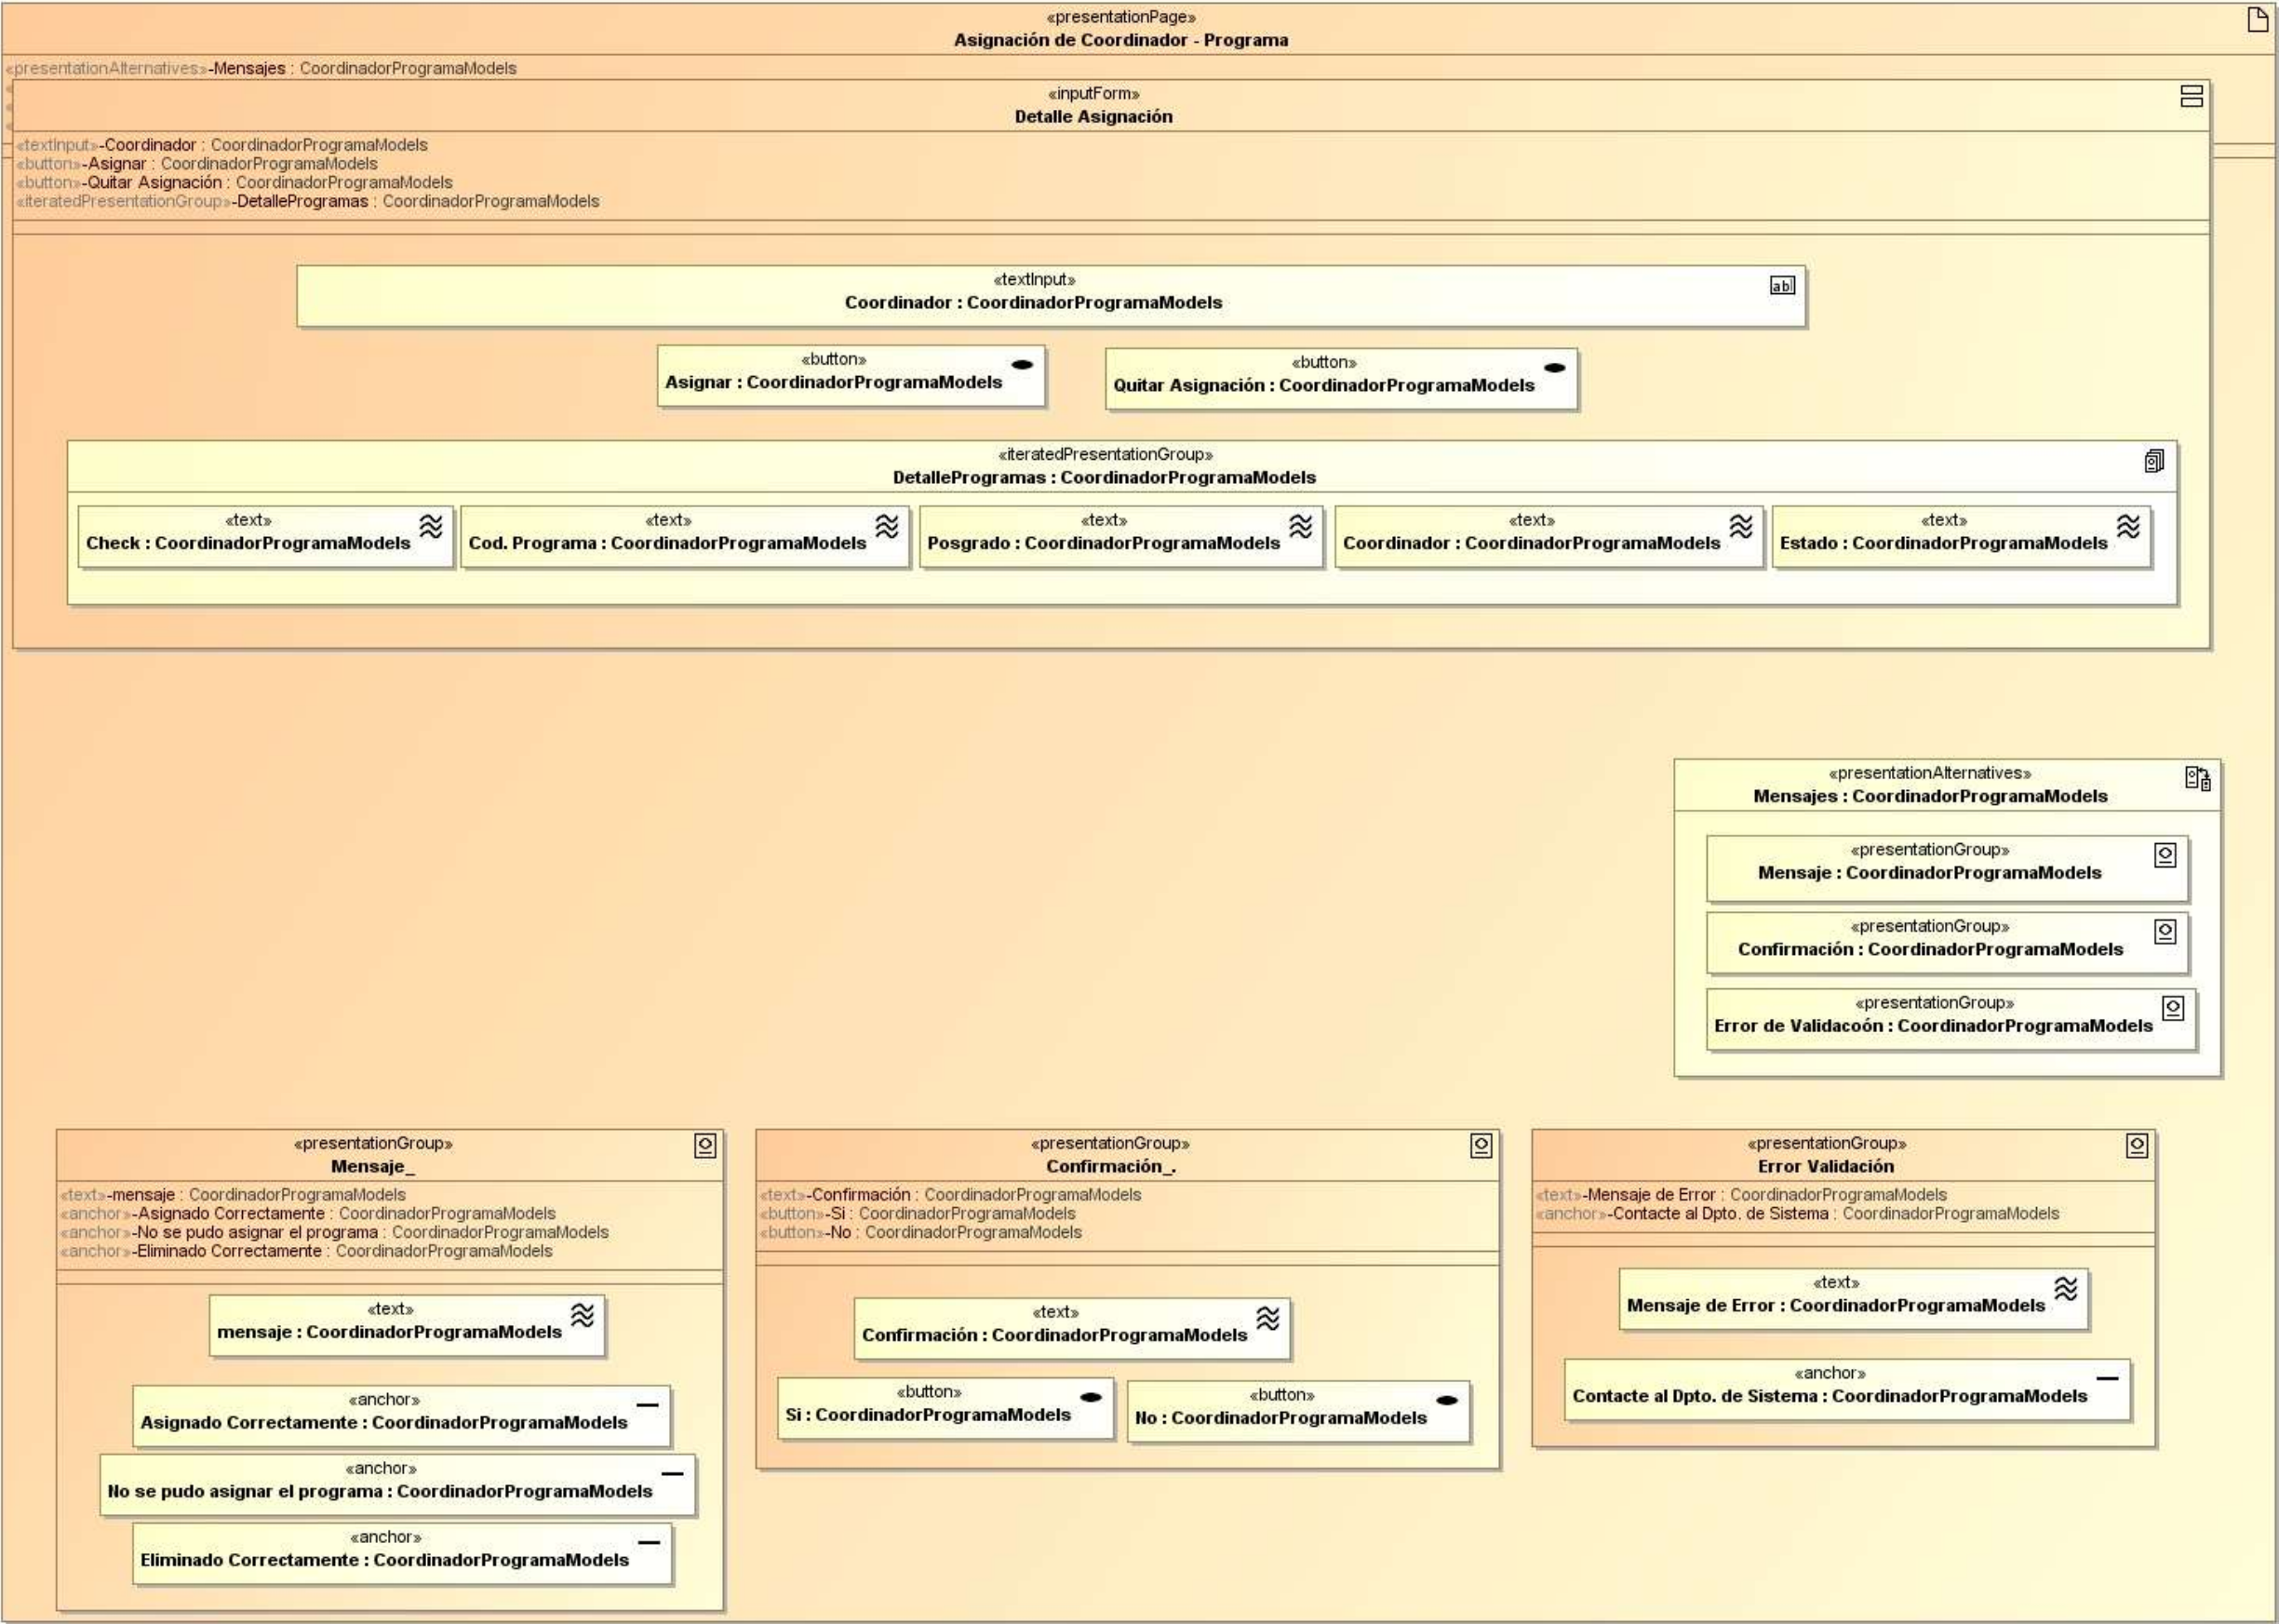 «presentationPage»
Asignación de Coordinador - Programa
«presentationAlternatives»-Mensajes : CoordinadorProgramaModels
«inputForm»
Detalle Asignación
«textInput»-Coordinador : CoordinadorProgramaModels
«button»-Asignar : CoordinadorProgramaModels
«button»-Quitar Asignación : CoordinadorProgramaModels
«iteratedPresentationGroup»-DetalleProgramas : CoordinadorProgramaModels
«textInput»
Coordinador : CoordinadorProgramaModels
ab
«button»
Asignar : CoordinadorProgramaModels
«button»
Quitar Asignación : CoordinadorProgramaModels
«iteratedPresentationGroup»
DetalleProgramas : CoordinadorProgramaModels
«text»
Check : CoordinadorProgramaModels
«text»
Cod. Programa : CoordinadorProgramaModels
«text»
Posgrado : CoordinadorProgramaModels
«text»
Coordinador : CoordinadorProgramaModels
«text»
Estado : CoordinadorProgramaModels
«presentationAlternatives»
Mensajes : CoordinadorProgramaModels
«presentationGroup»
Mensaje : CoordinadorProgramaModels
«presentationGroup»
Confirmación : CoordinadorProgramaModels
«presentationGroup»
Error de Validacoón : CoordinadorProgramaModels
«presentationGroup»
Mensaje_
«text»-mensaje : CoordinadorProgramaModels
«anchor»-Asignado Correctamente : CoordinadorProgramaModels
«anchor»-No se pudo asignar el programa : CoordinadorProgramaModels
«anchor»-Eliminado Correctamente : CoordinadorProgramaModels
«text»
mensaje : CoordinadorProgramaModels
«anchor»
Asignado Correctamente : CoordinadorProgramaModels
«anchor»
No se pudo asignar el programa : CoordinadorProgramaModels
«anchor»
Eliminado Correctamente : CoordinadorProgramaModels
«presentationGroup»
Confirmación_.
«text»-Confirmación : CoordinadorProgramaModels
«button»-Si : CoordinadorProgramaModels
«button»-No : CoordinadorProgramaModels
«text»
Confirmación : CoordinadorProgramaModels
«button»
Si : CoordinadorProgramaModels
«button»
No : CoordinadorProgramaModels
«presentationGroup»
Error Validación
«text»-Mensaje de Error : CoordinadorProgramaModels
«anchor»-Contacte al Dpto. de Sistema : CoordinadorProgramaModels
«text»
Mensaje de Error : CoordinadorProgramaModels
«anchor»
Contacte al Dpto. de Sistema : CoordinadorProgramaModels